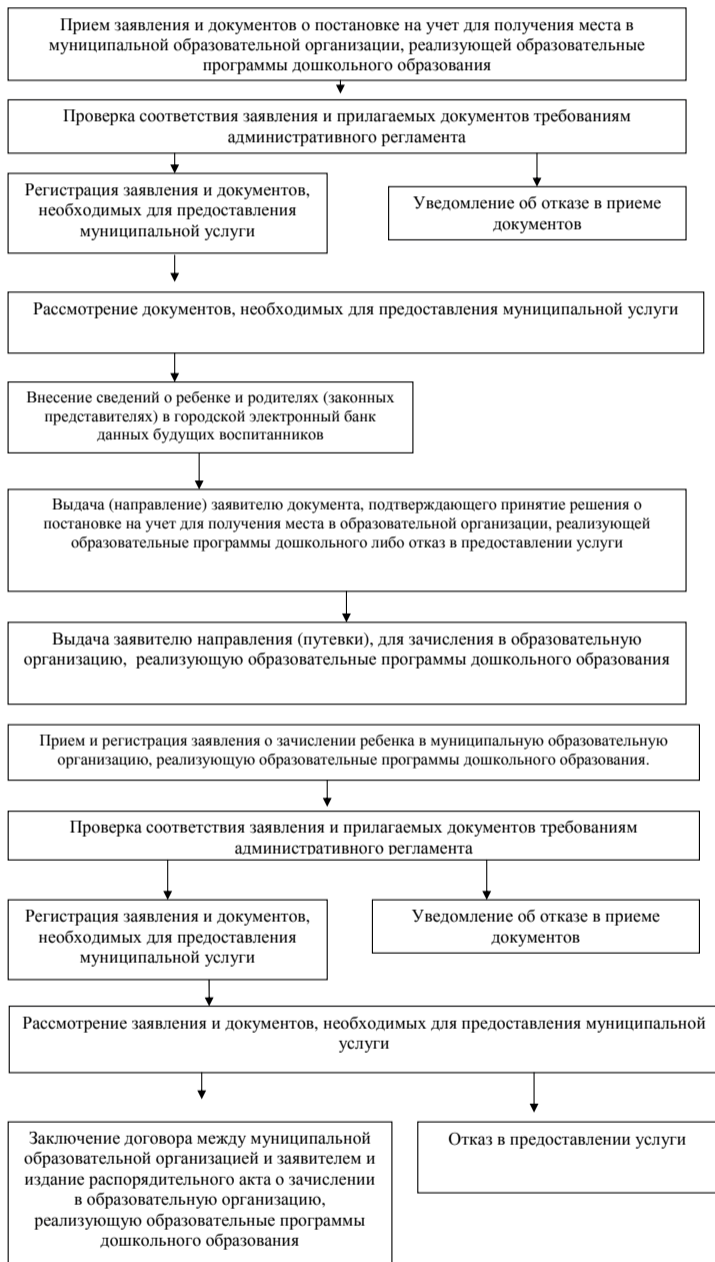 Прием заявления и документов о постановке на учет для получения места в
муниципальной образовательной организации, реализующей образовательные
программы дошкольного образования
Проверка соответствия заявления и прилагаемых документов требованиям
административного регламента
Регистрация заявления и документов,
необходимых для предоставления
муниципальной услуги
Уведомление об отказе в приеме
документов
Рассмотрение документов, необходимых для предоставления муниципальной услуги
Внесение сведений о ребенке и родителях (законных
представителях) в городской электронный банк
данных будущих воспитанников
Выдача (направление) заявителю документа, подтверждающего принятие решения о
постановке на учет для получения места в образовательной организации, реализующей
образовательные программы дошкольного либо отказ в предоставлении услуги
Выдача заявителю направления (путевки), для зачисления в образовательную
организацию, реализующую образовательные программы дошкольного образования
Прием и регистрация заявления о зачислении ребенка в муниципальную образовательную
организацию, реализующую образовательные программы дошкольного образования.
Проверка соответствия заявления и прилагаемых документов требованиям
административного регламента
Регистрация заявления и документов,
необходимых для предоставления
муниципальной услуги
Уведомление об отказе в приеме
документов
Рассмотрение заявления и документов, необходимых для предоставления муниципальной
услуги
Заключение договора между муниципальной
образовательной организацией и заявителем и
издание распорядительного акта о зачислении
в образовательную организацию,
реализующую образовательные программы
дошкольного образования
Отказ в предоставлении услуги